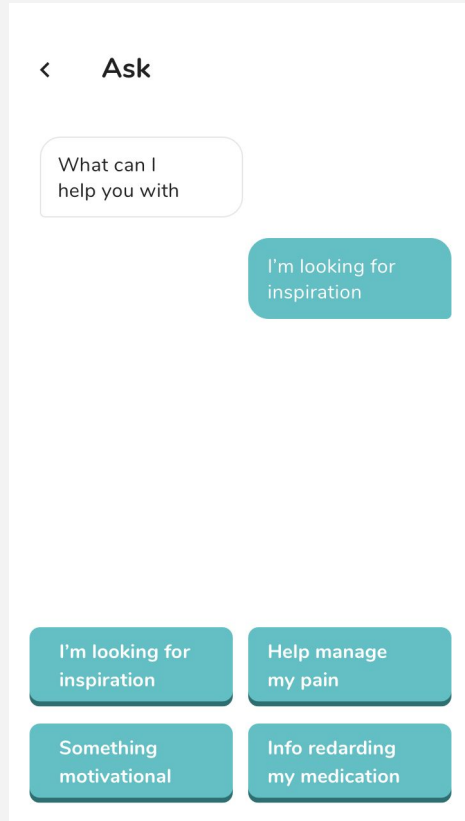 Ask
What can I
help you with
I'm looking for
inspiration
I'm looking for
inspiration
Help manage
my pain
Something
motivational
Info redarding
my medication